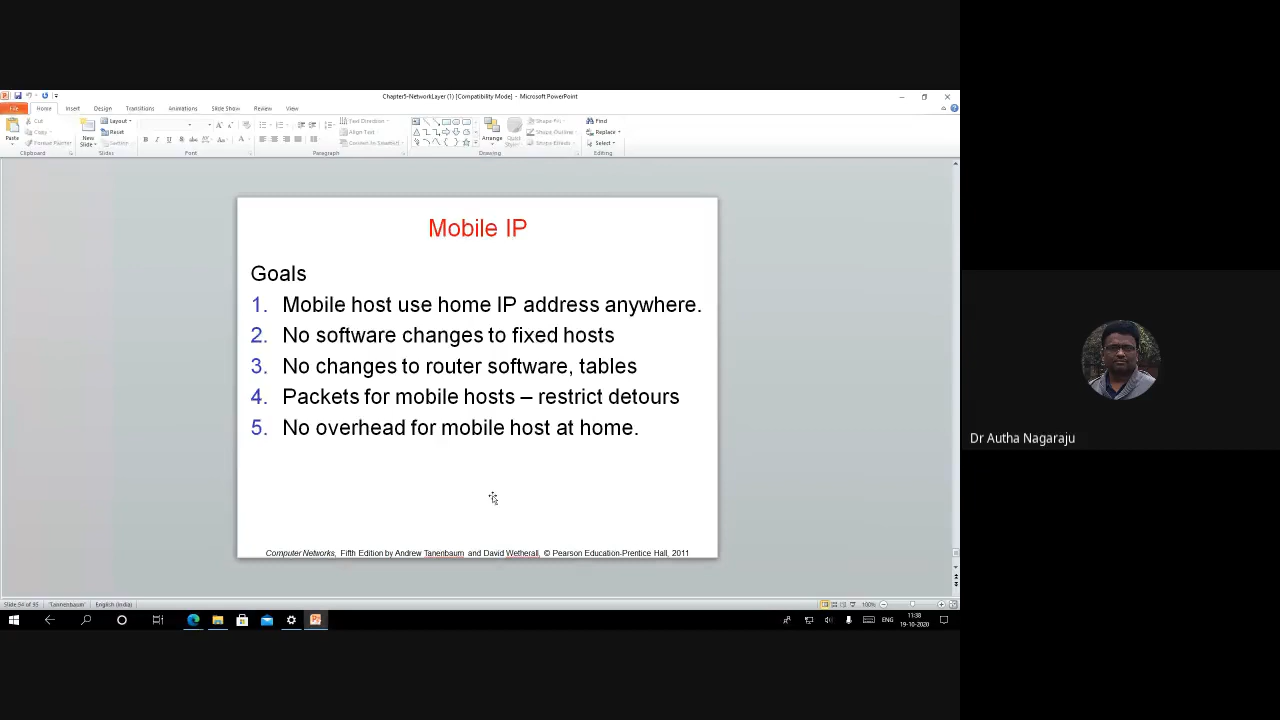 Chapter5-NetworkLayer (1) [Compatibility Mode] - Microsoft PowerPoint
File Home Insert Design Transitions Animations Slide Show Review View
Paste Cut Copy Format Painter
New Slide Layout Reset Section
Text Direction
Align Text
Convert to SmartArt
Arrange Quick Styles Shape Fill Shape Outline Shape Effects
Find
Replace
Select
Clipboard Slides Font Paragraph Drawing Editing
Mobile IP
Goals
1. Mobile host use home IP address anywhere.
2. No software changes to fixed hosts
3. No changes to router software, tables
4. Packets for mobile hosts – restrict detours
5. No overhead for mobile host at home.
Computer Networks, Fifth Edition by Andrew Tanenbaum and David Wetherall, © Pearson Education-Prentice Hall, 2011
Dr Autha Nagaraju
Slide 94 of 95 "Tannenbaum" English (India) 100%
ENG 11:38
19-10-2020